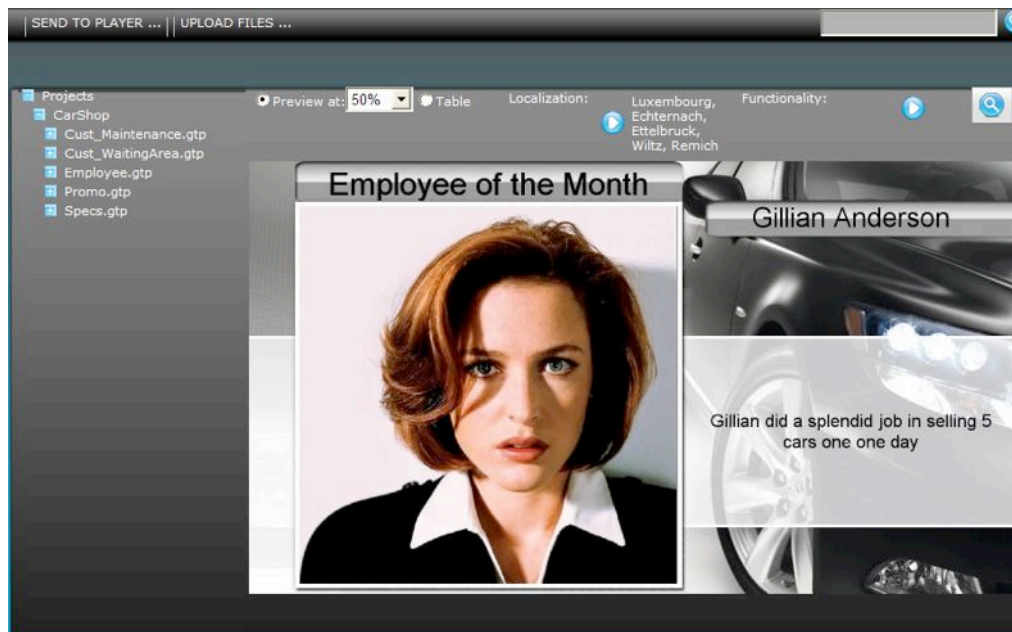 SEND TO PLAYER ... UPLOAD FILES ...
Projects
CarShop
Cust_Maintenance.gtp
Cust_WaitingArea.gtp
Employee.gtp
Promo.gtp
Specs.gtp
Preview at: 50% Table
Localization:
Luxembourg,
Echternach,
Ettelbruck,
Wiltz, Remich
Functionality:
Employee of the Month
Gillian Anderson
Gillian did a splendid job in selling 5
cars one one day